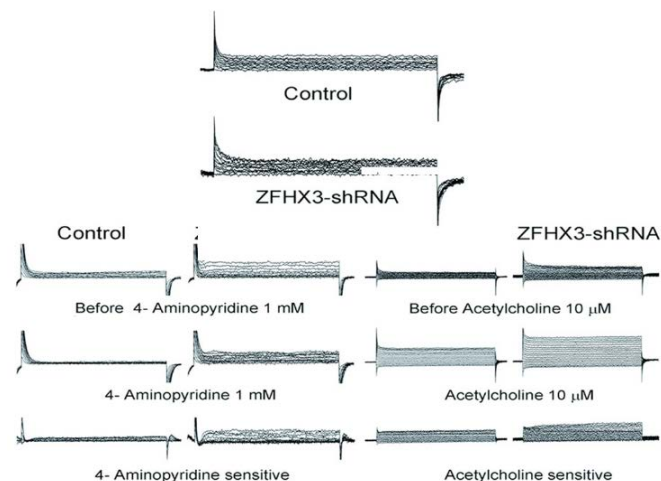 Control
ZFHX3-shRNA
Control
ZFHX3-shRNA
Before 4- Aminopyridine 1 mM
Before Acetylcholine 10 μM
4- Aminopyridine 1 mM
Acetylcholine 10 μM
4- Aminopyridine sensitive
Acetylcholine sensitive